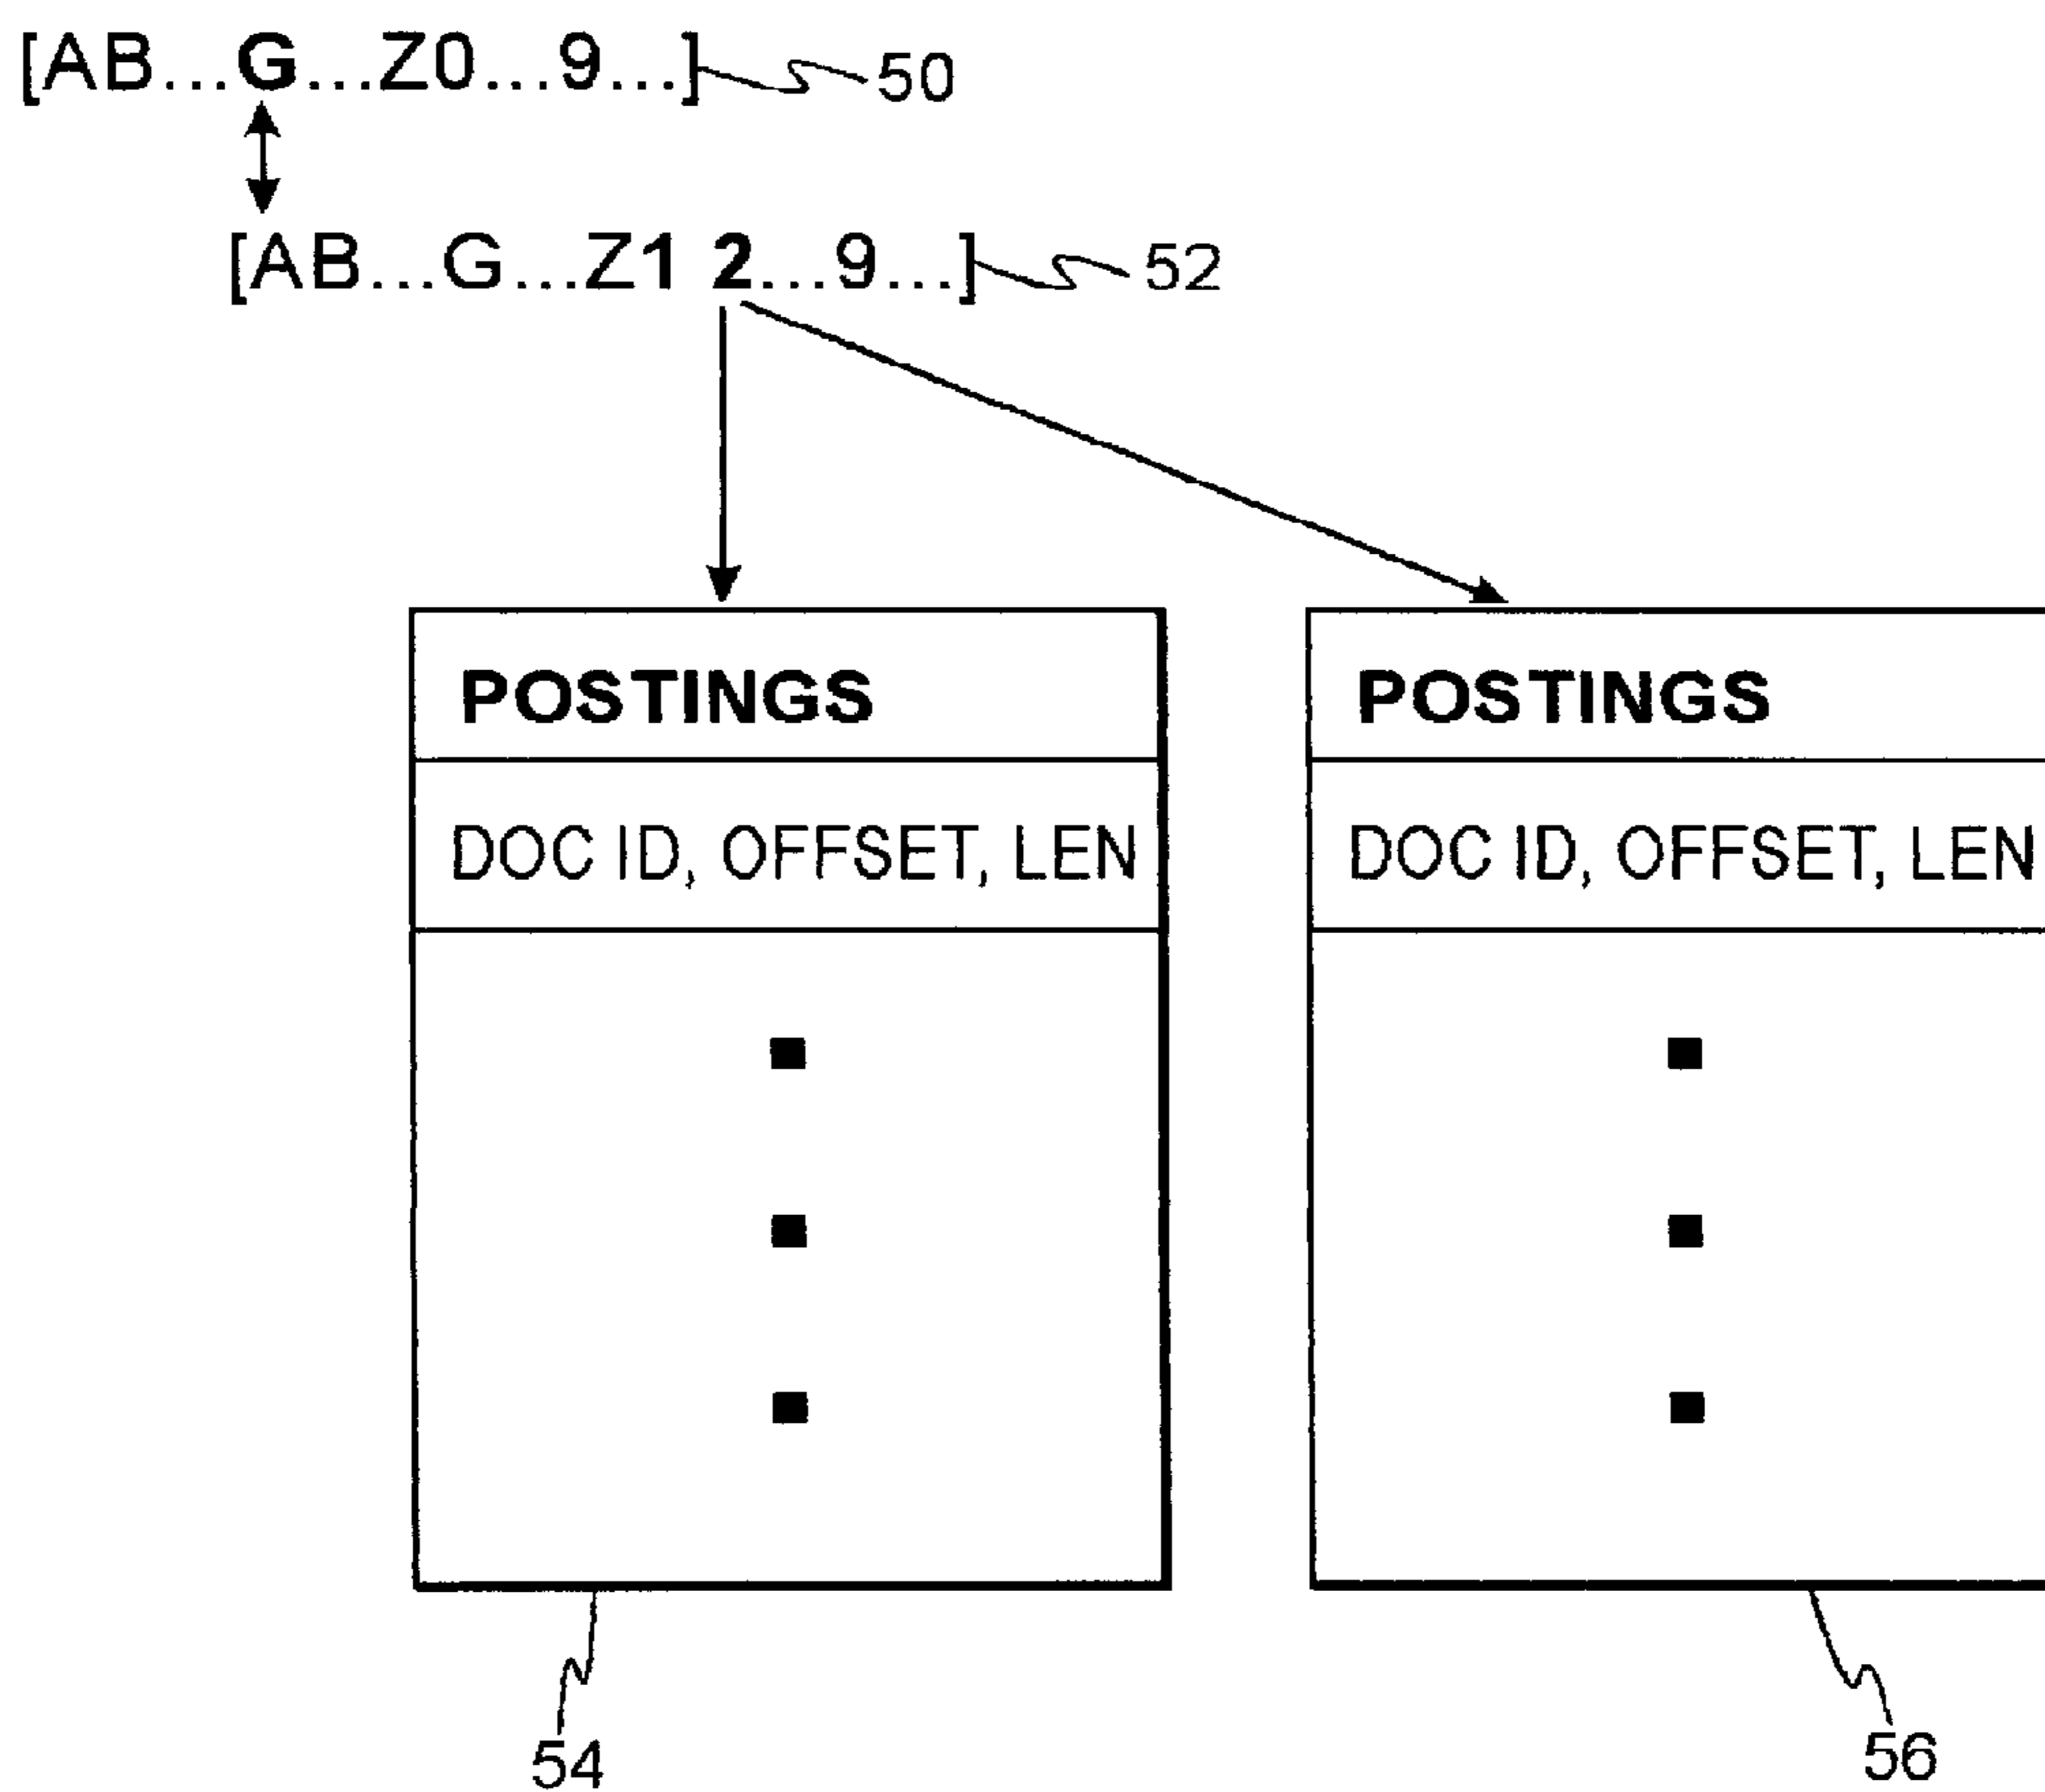 [AB...G...Z0...9...] 50
[AB...G...Z1 2...9...] 52
POSTINGS POSTINGS
DOC ID, OFFSET, LEN DOC ID, OFFSET, LEN
54 56